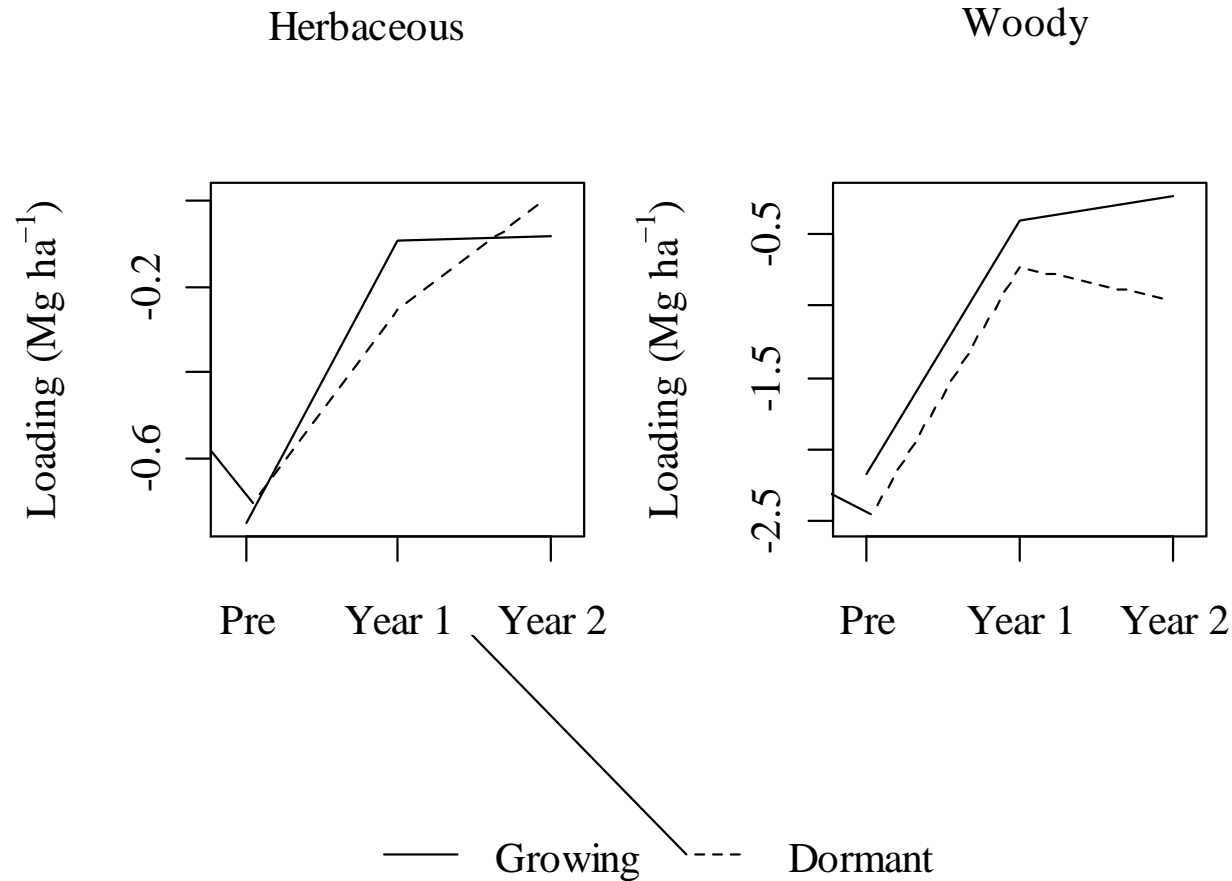 Herbaceous
Loading (Mg ha⁻¹)
-0.2
-0.6
Pre Year 1 Year 2
Woody
Loading (Mg ha⁻¹)
-0.5
-1.5
-2.5
Pre Year 1 Year 2
Growing Dormant